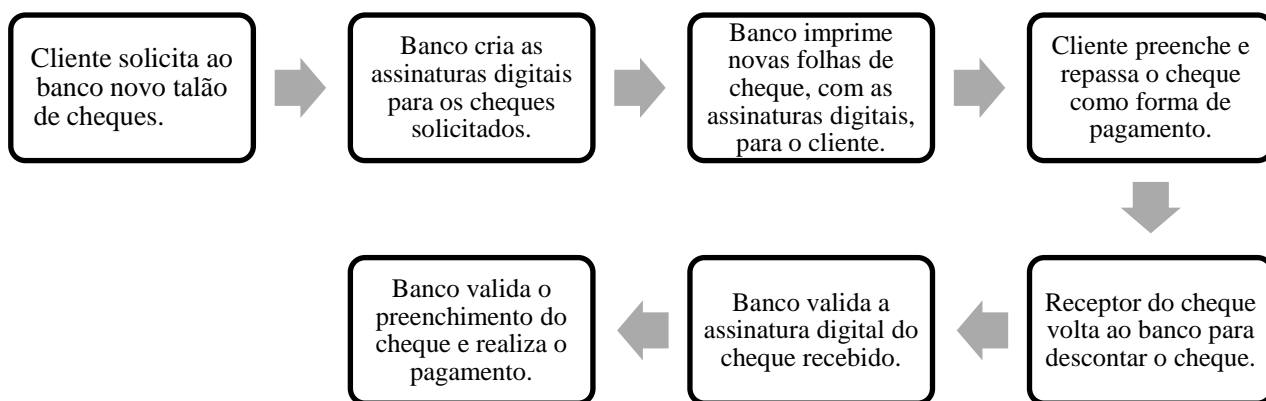 Cliente solicita ao
banco novo talão
de cheques.
Banco cria as
assinaturas digitais
para os cheques
solicitados.
Banco imprime
novas folhas de
cheque, com as
assinaturas digitais,
para o cliente.
Cliente preenche e
repassa o cheque
como forma de
pagamento.
Receptor do cheque
volta ao banco para
descontar o cheque.
Banco valida a
assinatura digital do
cheque recebido.
Banco valida o
preenchimento do
cheque e realiza o
pagamento.